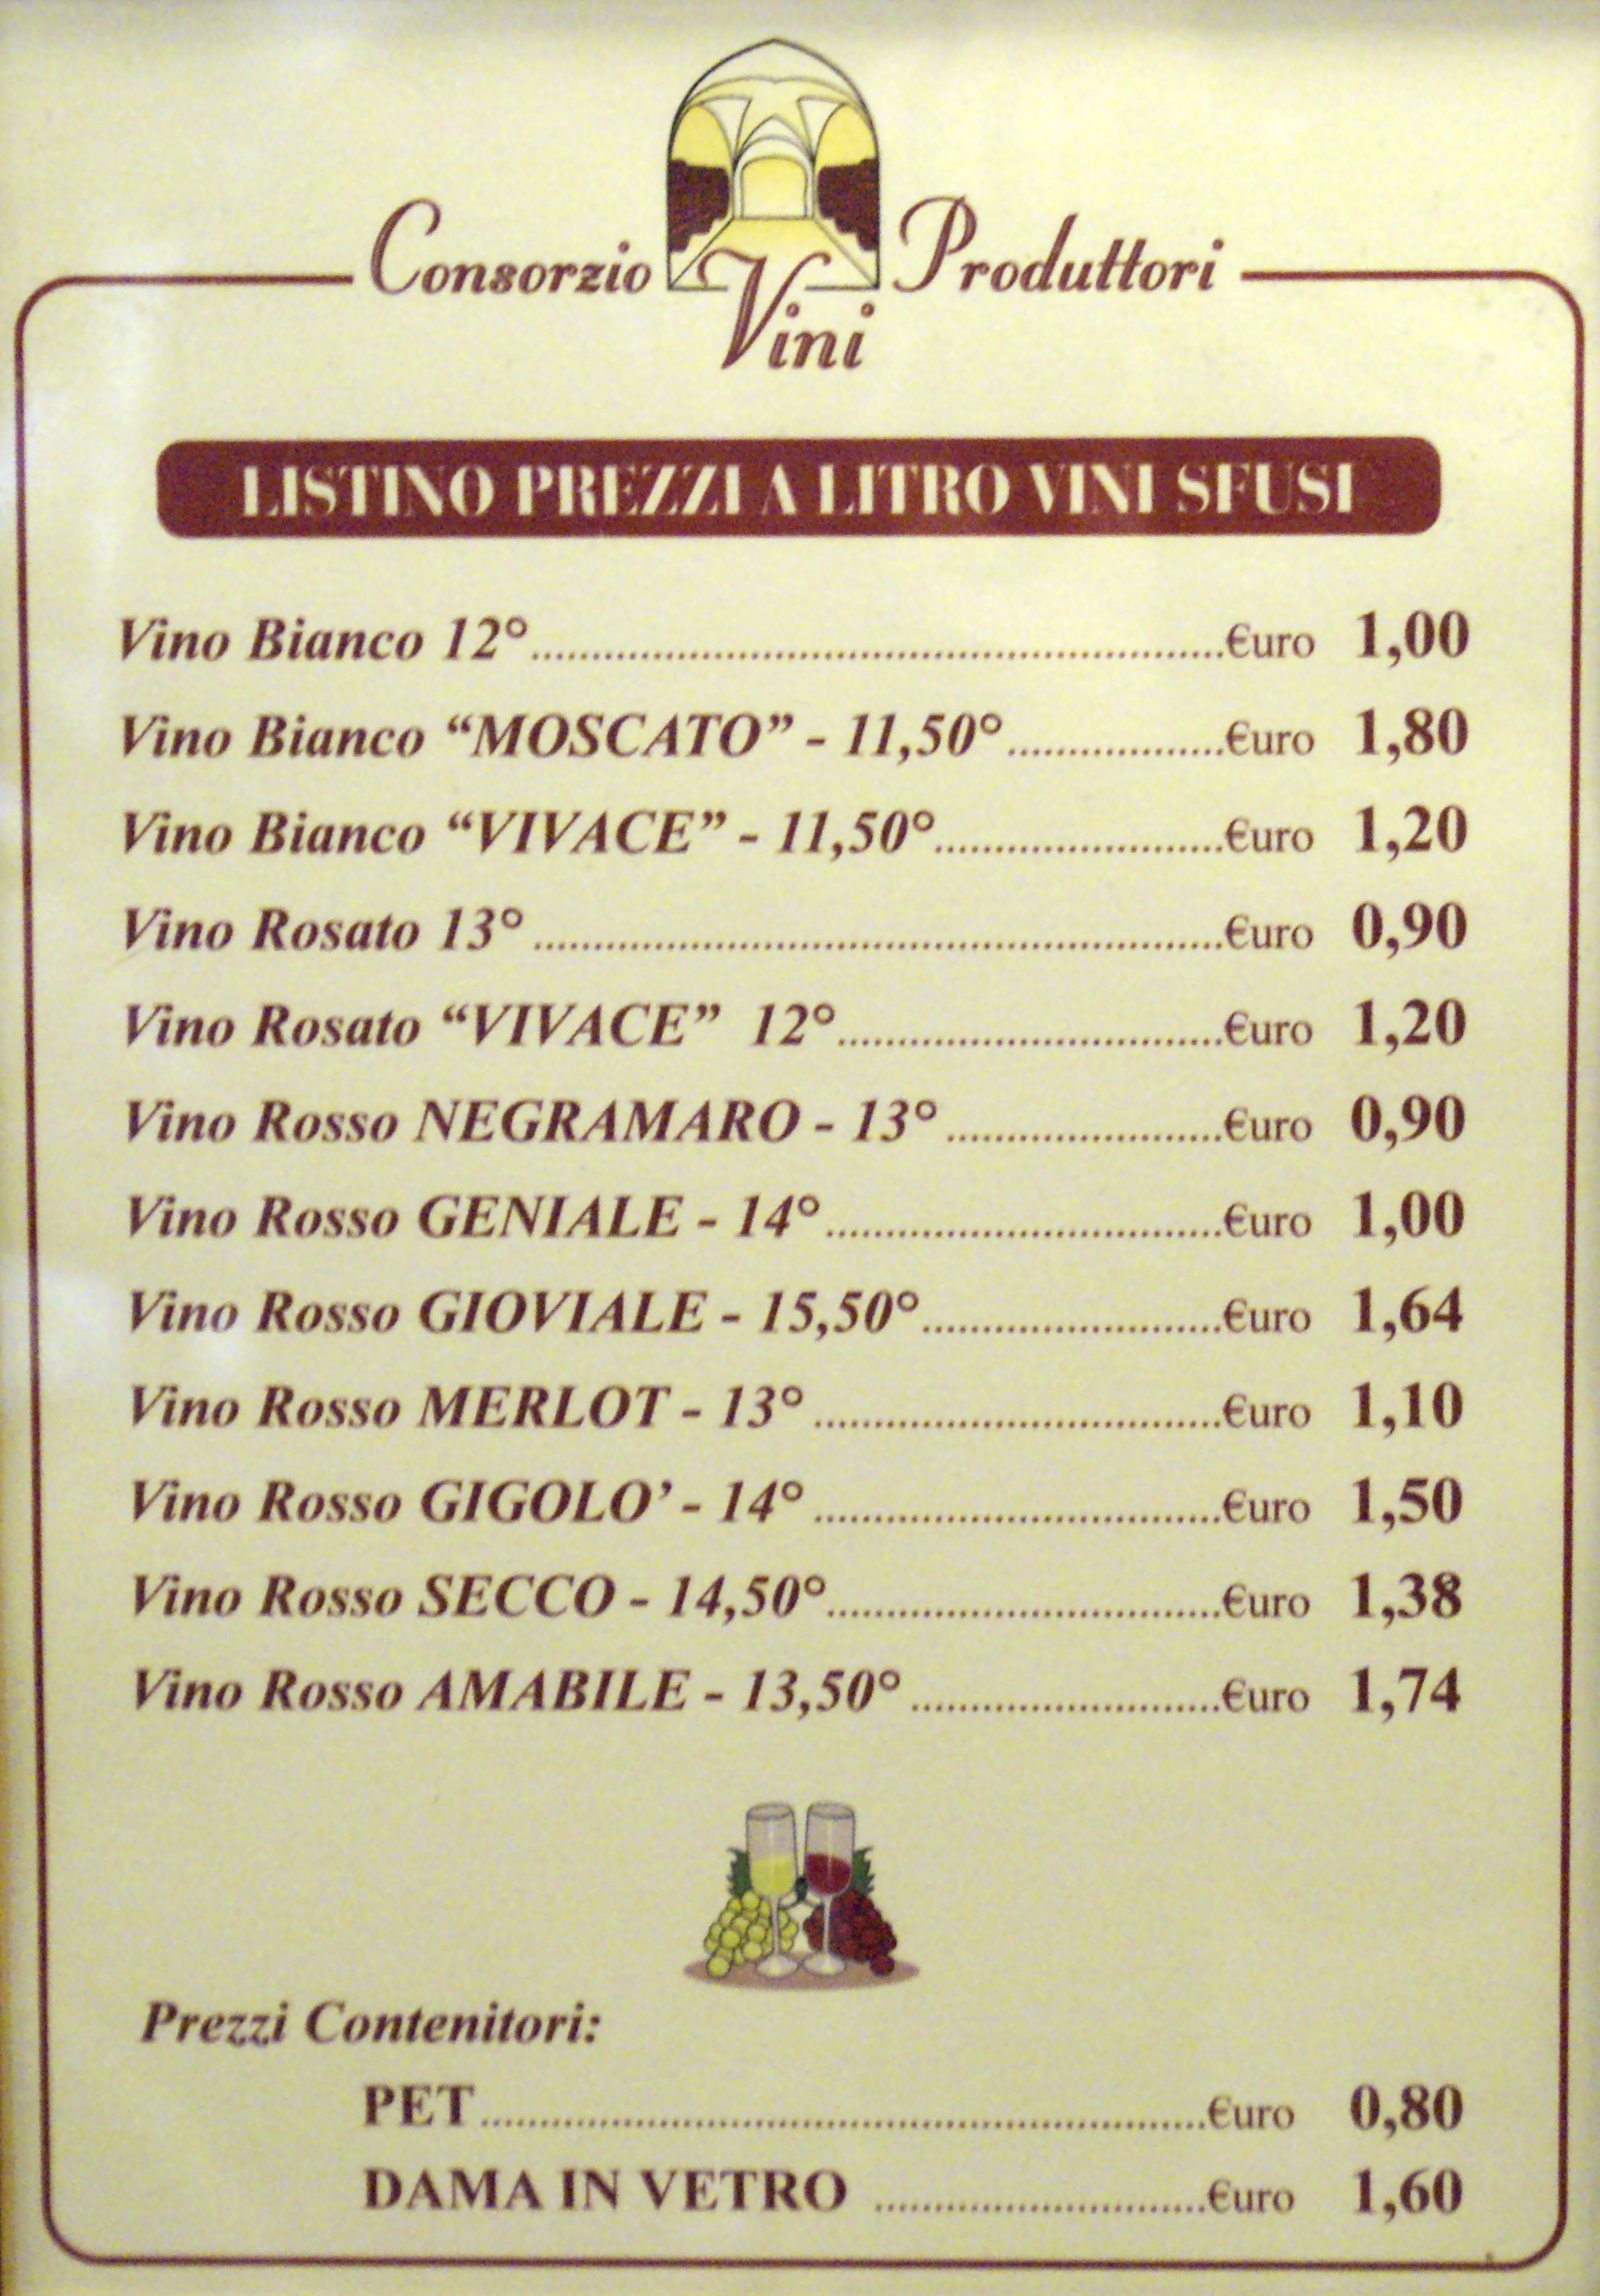 Consorzio Produttori
Vini
LISTINO PREZZI A LITRO VINI SFUSI
Vino Bianco 12°..........................................................€uro 1,00
Vino Bianco “MOSCATO” - 11,50°..................€uro 1,80
Vino Bianco “VIVACE” - 11,50°........................€uro 1,20
Vino Rosato 13° .........................................................€uro 0,90
Vino Rosato “VIVACE” 12°................................€uro 1,20
Vino Rosso NEGRAMARO - 13° .......................€uro 0,90
Vino Rosso GENIALE - 14°.................................€uro 1,00
Vino Rosso GIOVIALE - 15,50°.........................€uro 1,64
Vino Rosso MERLOT - 13° ..................................€uro 1,10
Vino Rosso GIGOLO’ - 14° ..................................€uro 1,50
Vino Rosso SECCO - 14,50°.................................€uro 1,38
Vino Rosso AMABILE - 13,50° ..........................€uro 1,74
Prezzi Contenitori:
PET............................................................€uro 0,80
DAMA IN VETRO ...........................€uro 1,60